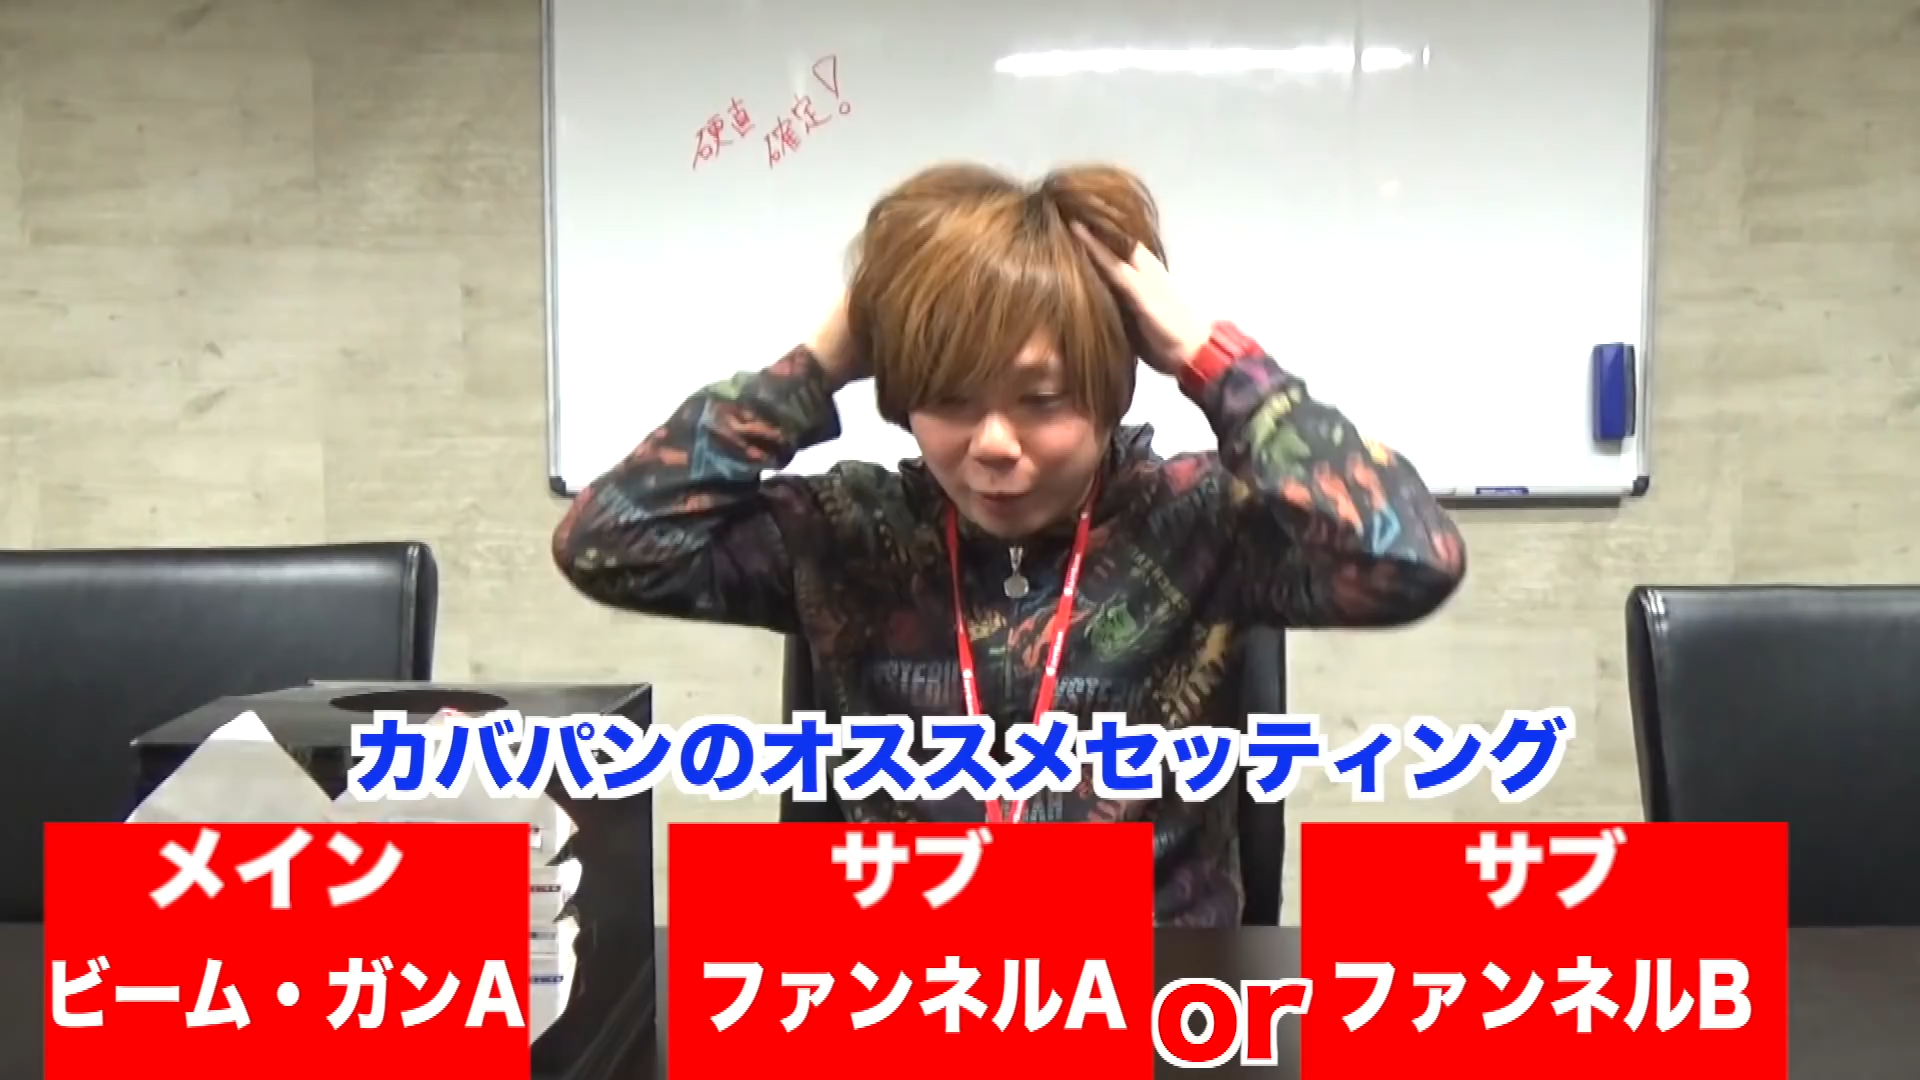 硬直
確定!
カバパンのオススメセッティング
メイン
ビーム・ガンA
サブ
ファンネルA
or
サブ
ファンネルB